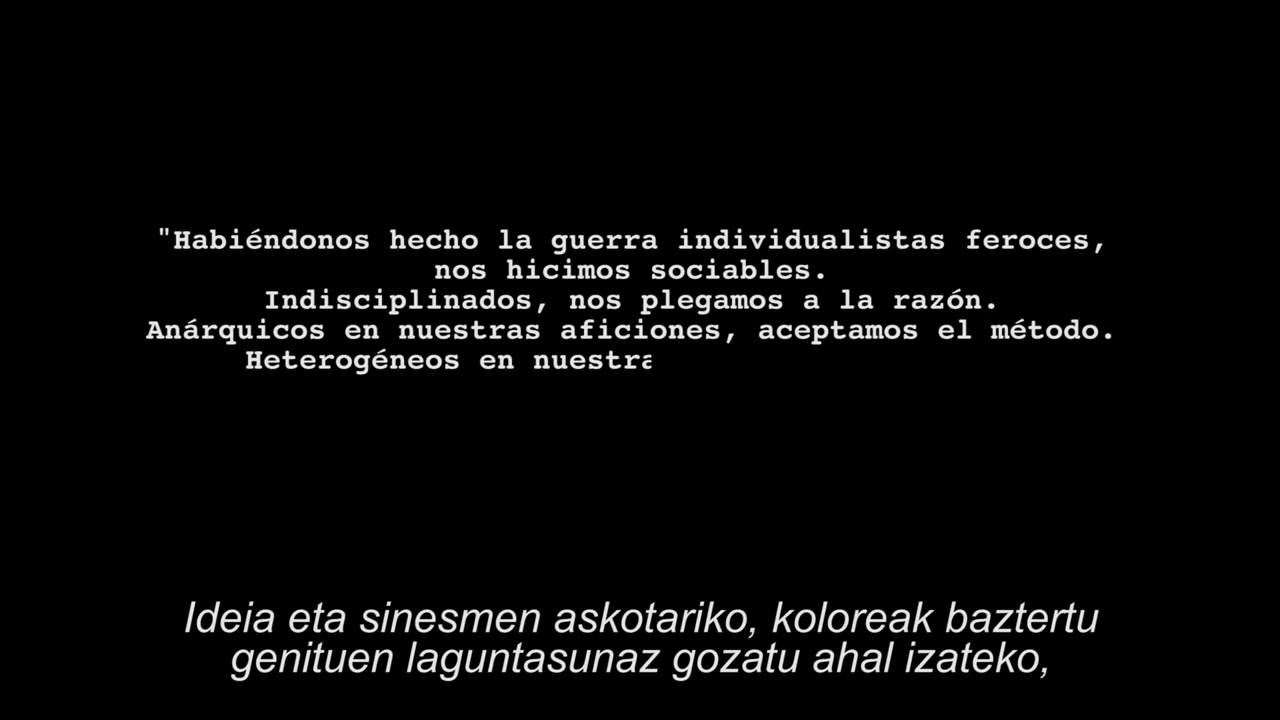 "Habiéndonos hecho la guerra individualistas feroces,
nos hicimos sociables.
Indisciplinados, nos plegamos a la razón.
Anárquicos en nuestras aficiones, aceptamos el método.
Heterogéneos en nuestra
Ideia eta sinesmen askotariko, koloreak baztertu
genituen laguntasunaz gozatu ahal izateko,